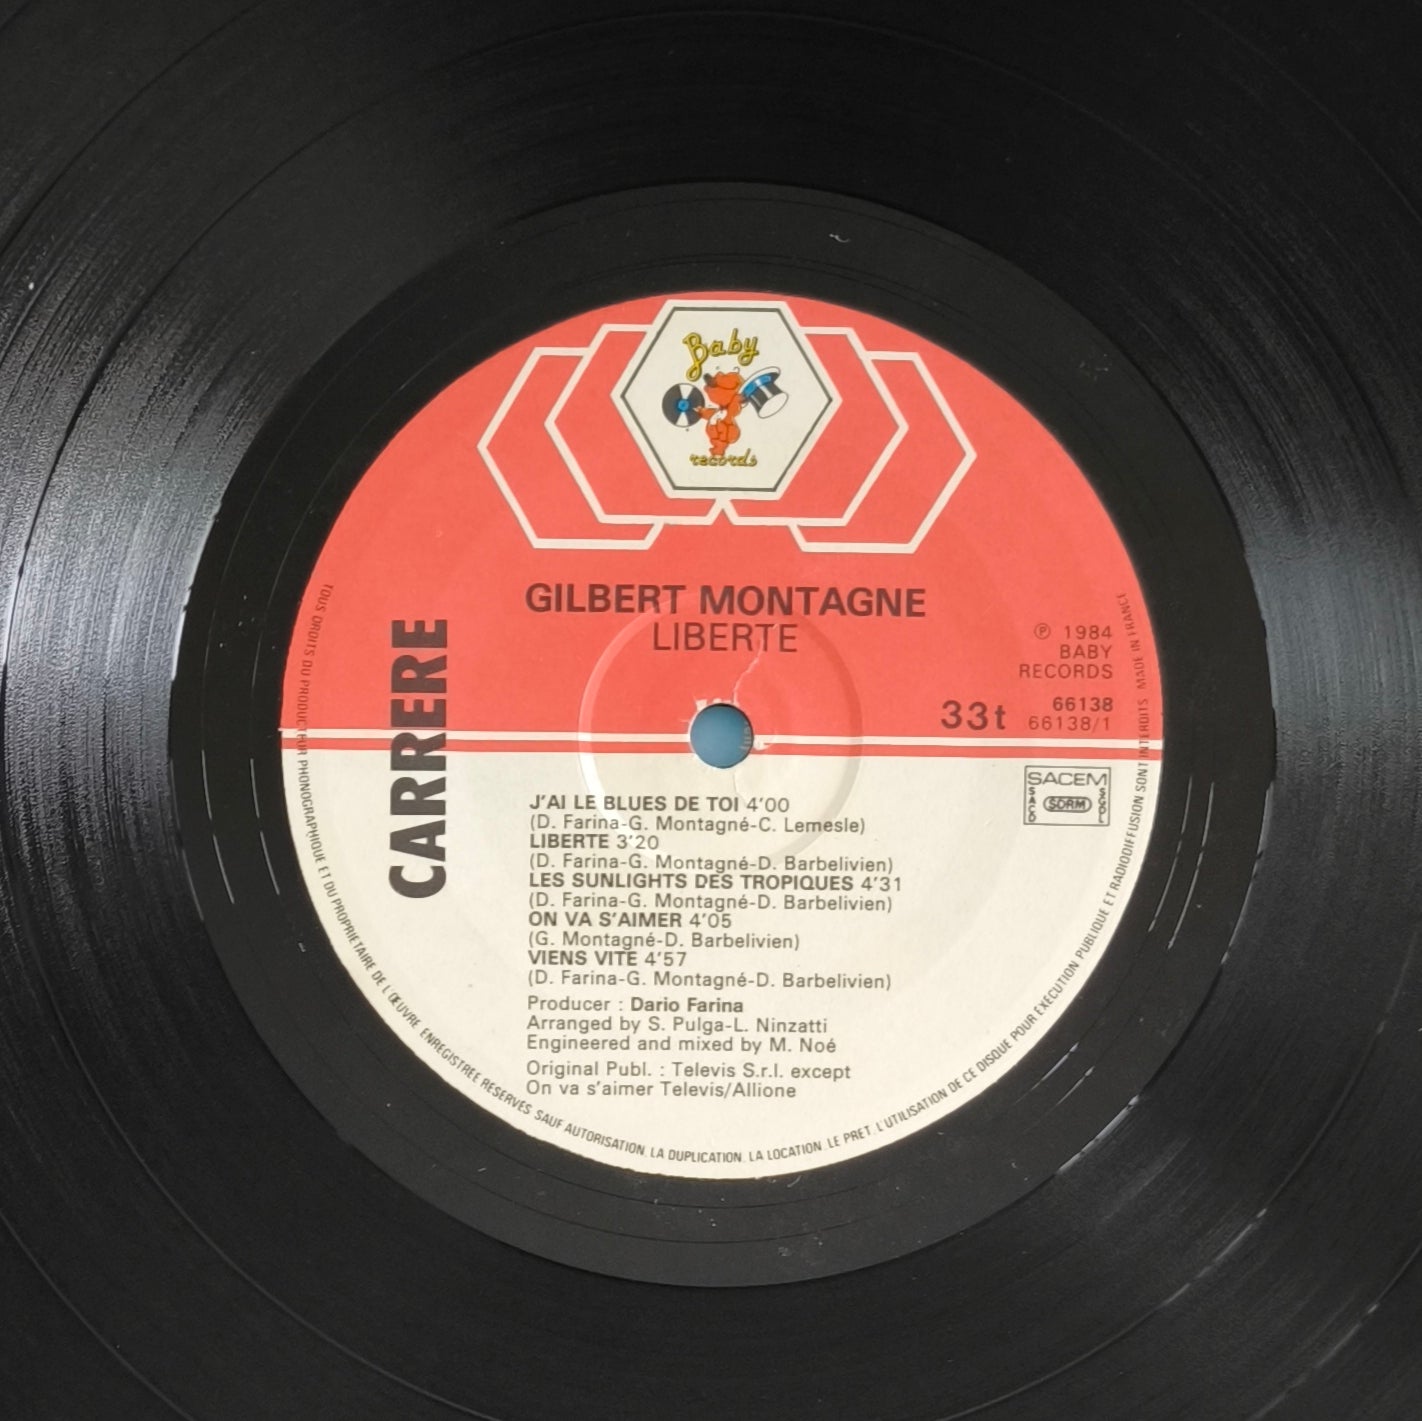 Baby
records
GILBERT MONTAGNE
LIBERTE
CARRERE
℗ 1984
BABY
RECORDS
33t
66138
66138/1
SACEM
SACD
SDRM
SGDL
J'AI LE BLUES DE TOI 4'00
(D. Farina-G. Montagné-C. Lemesle)
LIBERTE 3'20
(D. Farina-G. Montagné-D. Barbelivien)
LES SUNLIGHTS DES TROPIQUES 4'31
(D. Farina-G. Montagné-D. Barbelivien)
ON VA S'AIMER 4'05
(G. Montagné-D. Barbelivien)
VIENS VITE 4'57
(D. Farina-G. Montagné-D. Barbelivien)
Producer : Dario Farina
Arranged by S. Pulga-L. Ninzatti
Engineered and mixed by M. Noé
Original Publ. : Televis S.r.l. except
On va s'aimer Televis/Allione
TOUS DROITS DU PRODUCTEUR PHONOGRAPHIQUE ET DU PROPRIETAIRE DE L'ŒUVRE ENREGISTREE RESERVES SAUF AUTORISATION. LA DUPLICATION. LA LOCATION. LE PRET. L'UTILISATION DE CE DISQUE POUR EXECUTION PUBLIQUE ET RADIODIFFUSION SONT INTERDITS MADE IN FRANCE